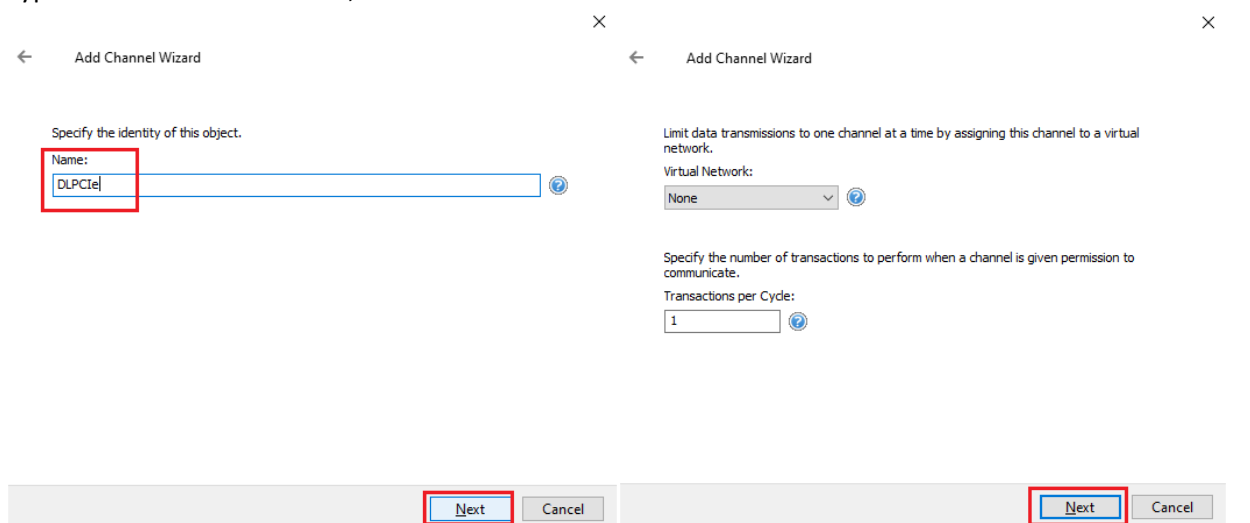 Add Channel Wizard
Specify the identity of this object.
Name:
DLPCIe
Next
Cancel
Add Channel Wizard
Limit data transmissions to one channel at a time by assigning this channel to a virtual
network.
Virtual Network:
None
Specify the number of transactions to perform when a channel is given permission to
communicate.
Transactions per Cycle:
1
Next
Cancel